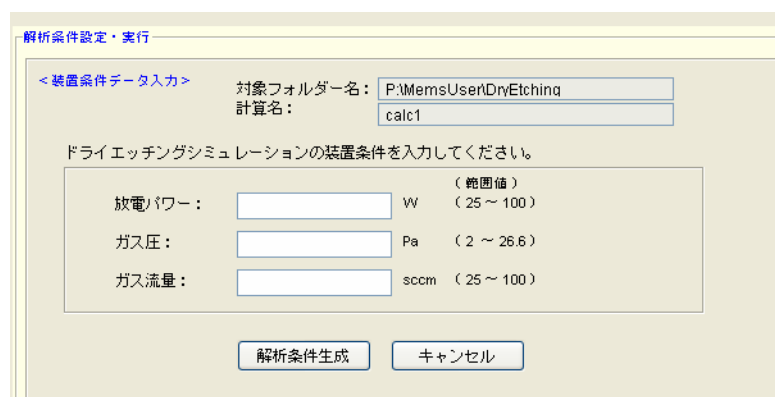 解析条件設定・実行
<装置条件データ入力>
対象フォルダー名： P:\MemsUser\DryEtching
計算名： calc1
ドライエッチングシミュレーションの装置条件を入力してください。
（範囲値）
放電パワー： W （25～100）
ガス圧： Pa （2 ～ 26.6）
ガス流量： sccm （25～100）
解析条件生成 キャンセル